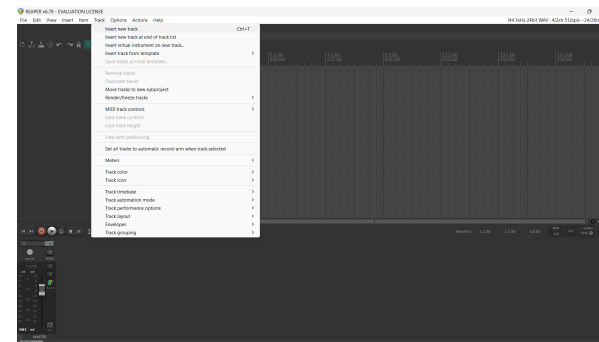 REAPER v6.78 - EVALUATION LICENSE
File Edit View Insert Item Track Options Actions Help
Insert new track Ctrl+T
Insert new track at end of track list
Insert virtual instrument on new track...
Insert track from template
Save tracks as track template...
Remove tracks
Duplicate tracks
Move tracks to new subproject
Render/freeze tracks
MIDI track controls
Lock track controls
Lock track height
Free item positioning
Set all tracks to automatic record arm when track selected
Meters
Track color
Track icon
Track timebase
Track automation mode
Track performance options
Track layout
Envelopes
Track grouping
Selection
MASTER